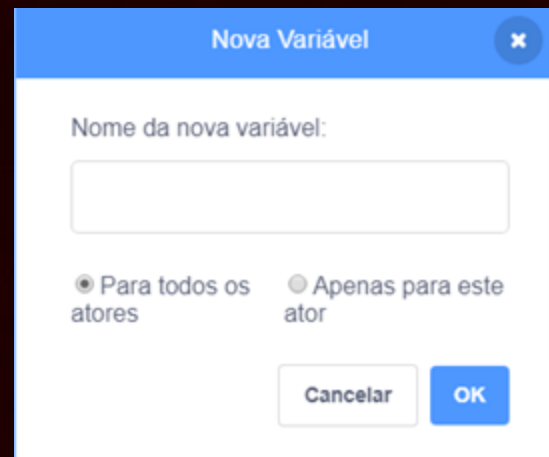 Nova Variável
Nome da nova variável:
Para todos os
atores
Apenas para este
ator
Cancelar
OK